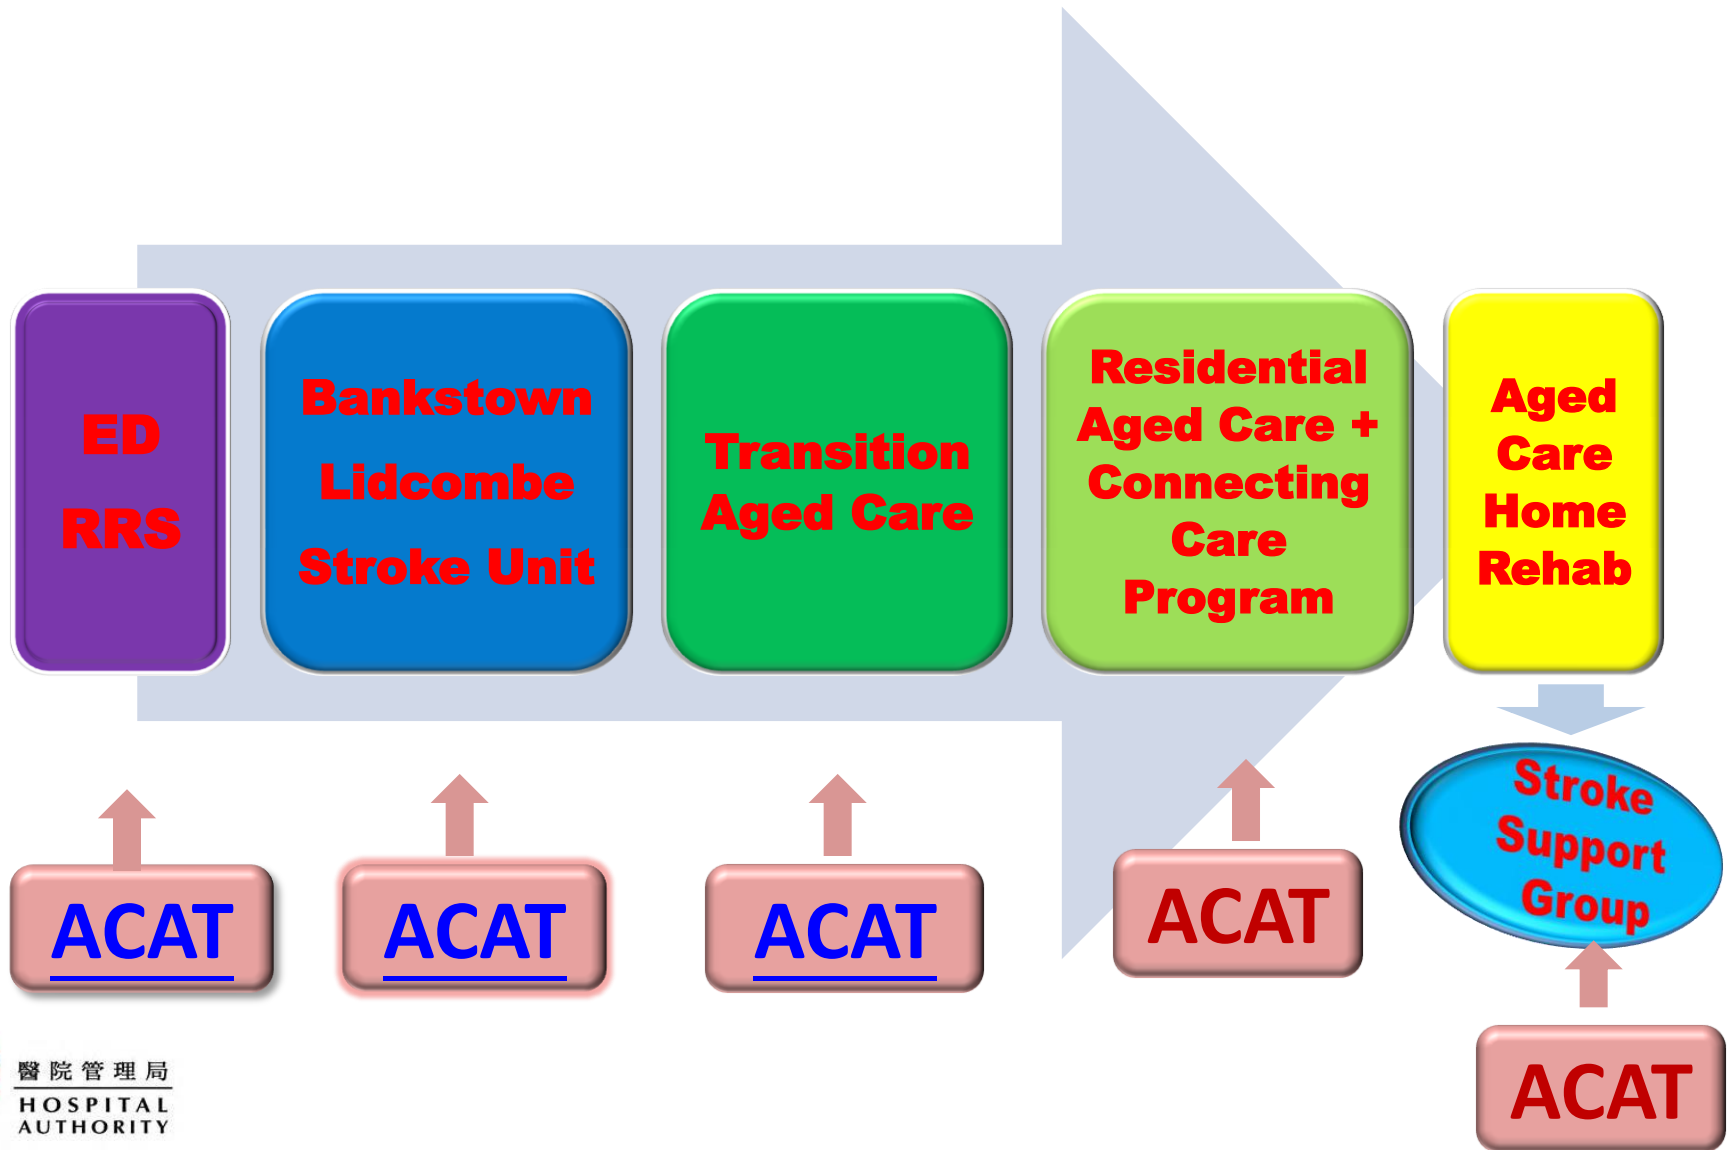 ED
RRS
Bankstown
Lidcombe
Stroke Unit
Transition
Aged Care
Residential
Aged Care +
Connecting
Care
Program
Aged
Care
Home
Rehab
Stroke
Support
Group
ACAT
ACAT
ACAT
ACAT
ACAT
醫院管理局
HOSPITAL
AUTHORITY